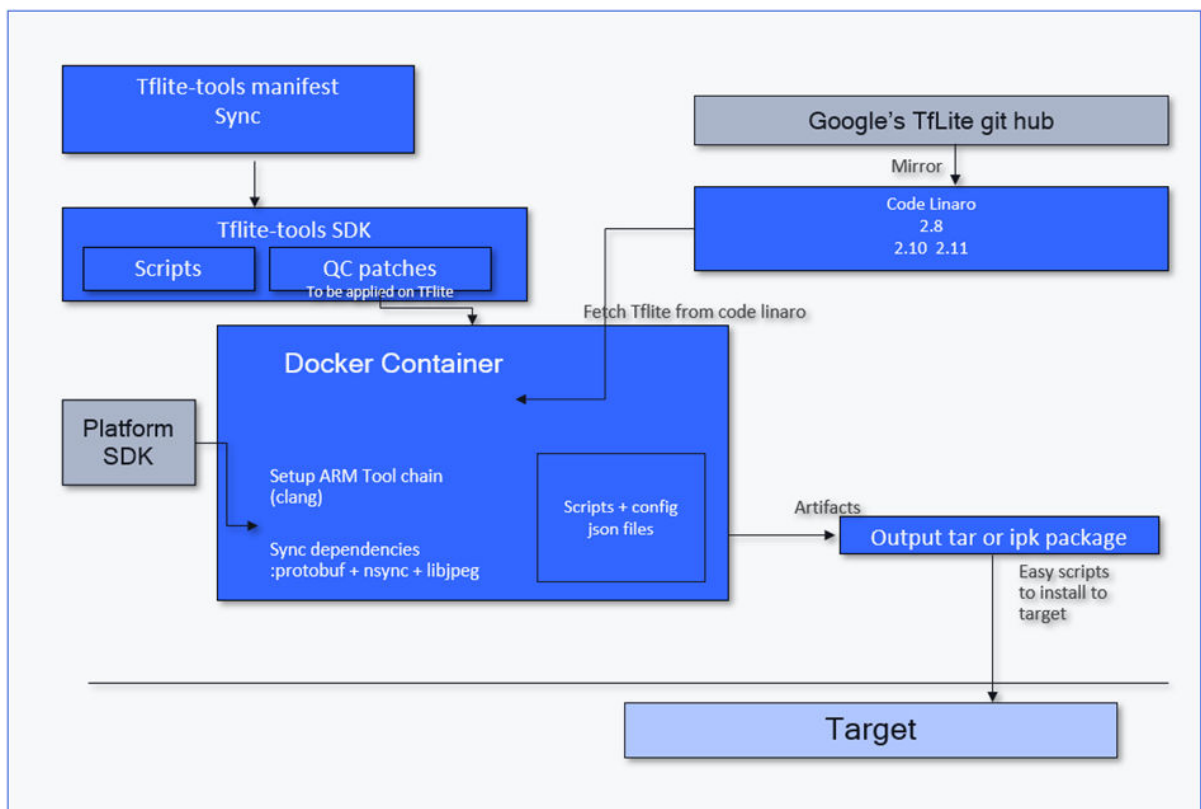 Tflite-tools manifest
Sync
Google's TfLite git hub
Mirror
Tflite-tools SDK
Scripts
QC patches
To be applied on TFlite
Code Linaro
2.8
2.10 2.11
Fetch Tflite from code linaro
Docker Container
Platform
SDK
Setup ARM Tool chain
(clang)
Sync dependencies
:protobuf + nsync + libjpeg
Scripts + config
json files
Artifacts
Output tar or ipk package
Easy scripts
to install to
target
Target